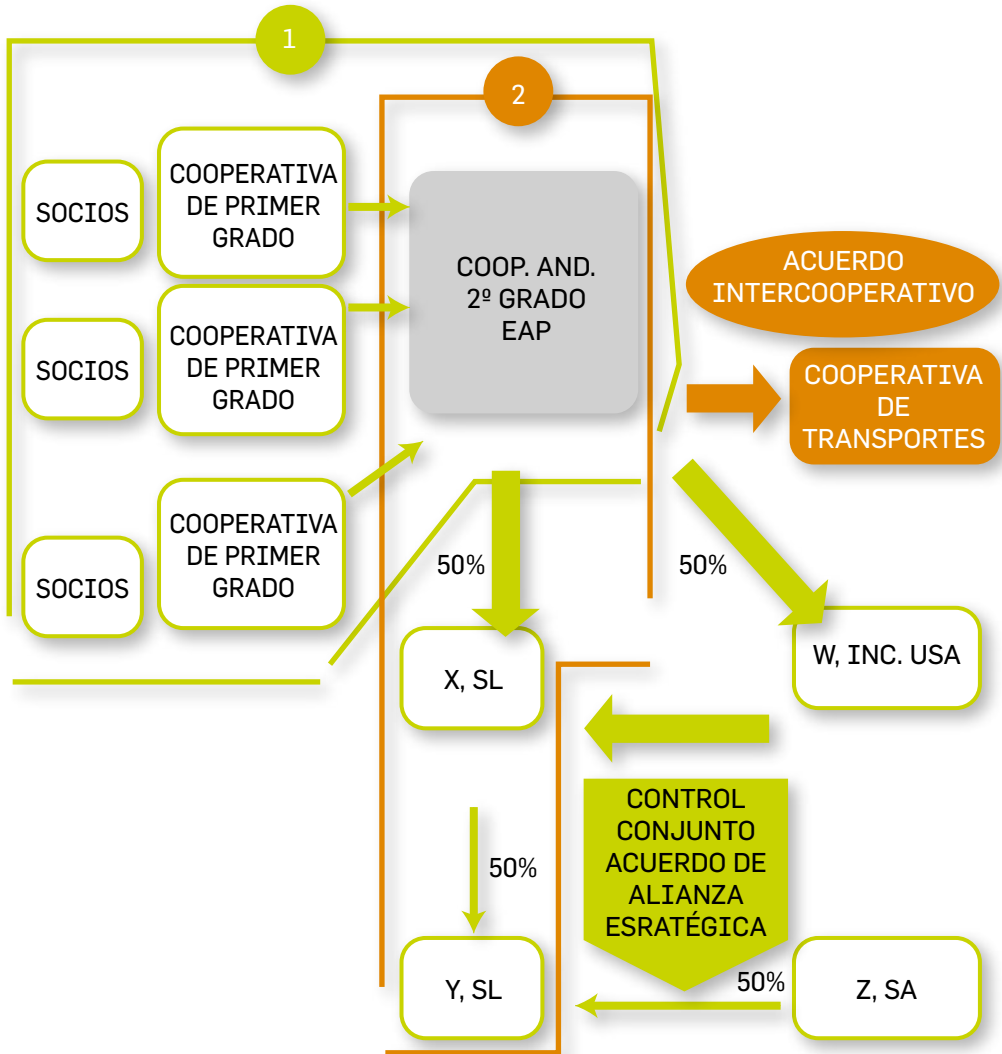 1
2
SOCIOS
COOPERATIVA
DE PRIMER
GRADO
SOCIOS
COOPERATIVA
DE PRIMER
GRADO
SOCIOS
COOPERATIVA
DE PRIMER
GRADO
COOP. AND.
2º GRADO
EAP
ACUERDO
INTERCOOPERATIVO
COOPERATIVA
DE
TRANSPORTES
50%
50%
X, SL
W, INC. USA
50%
CONTROL
CONJUNTO
ACUERDO DE
ALIANZA
ESRATÉGICA
Y, SL
50%
Z, SA